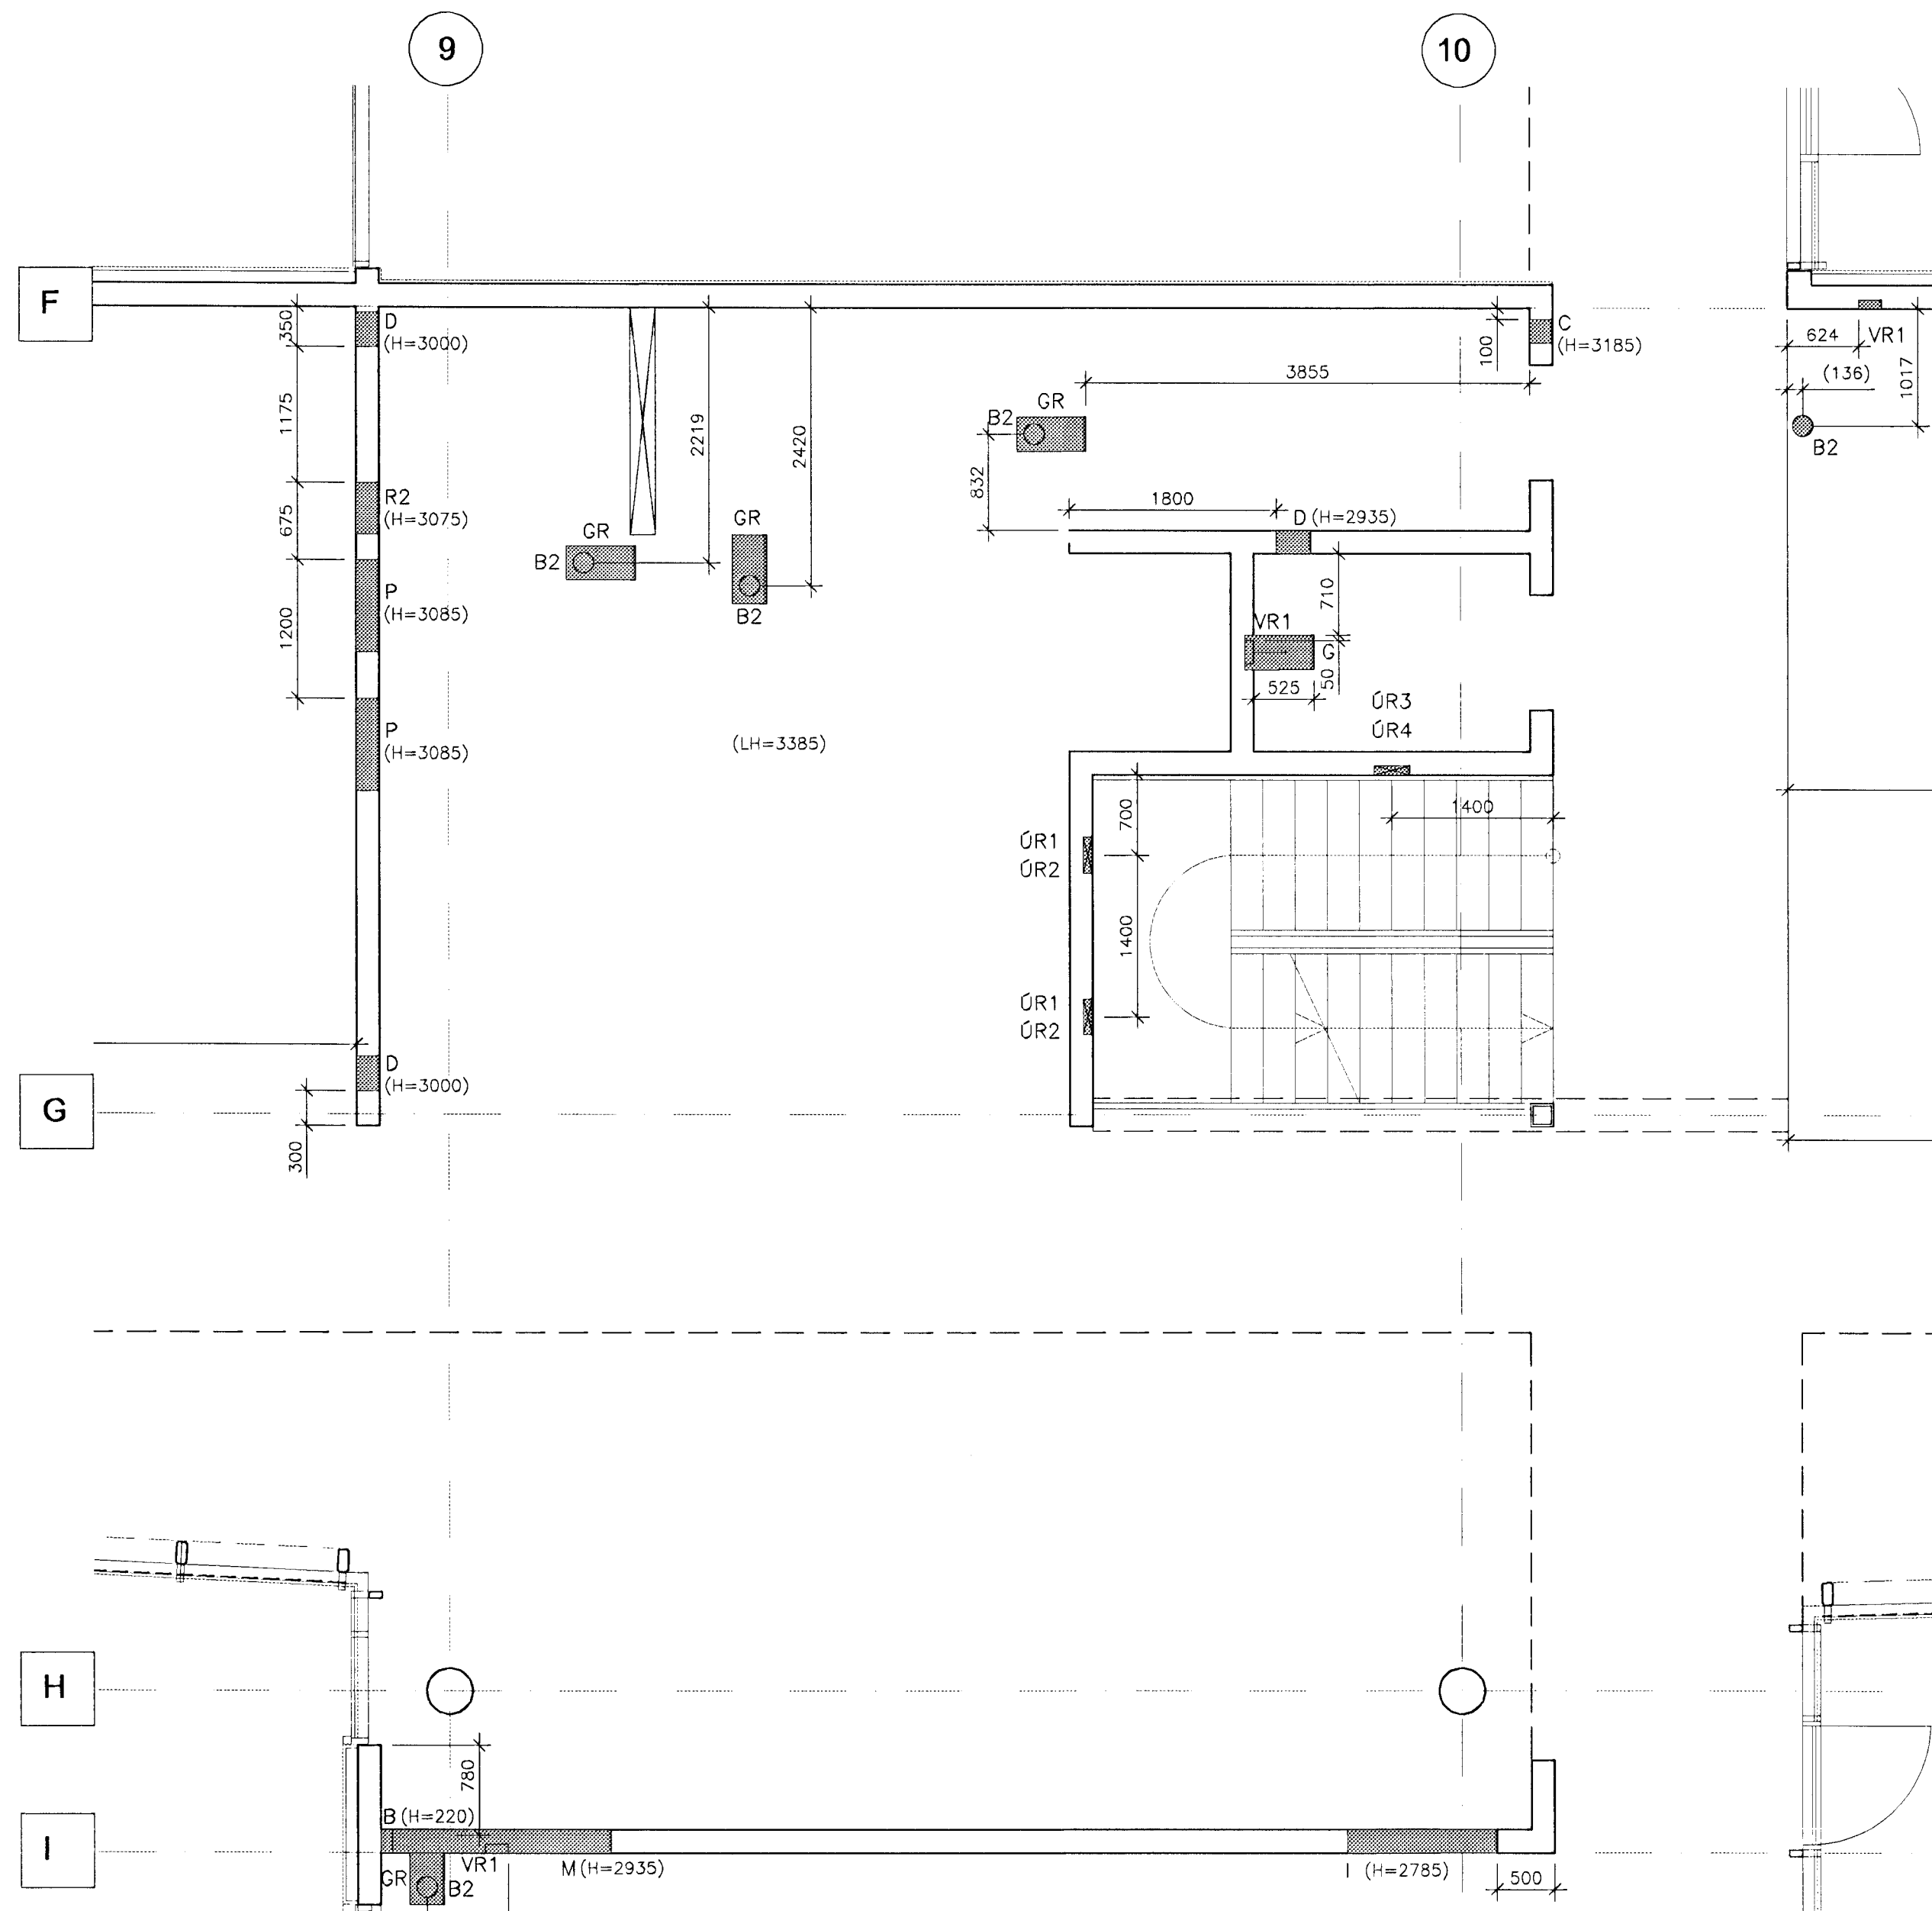 9
10
F
350
D
(H=3000)
C
(H=3185)
100
624
VR1
(136)
1017
B2
3855
1175
GR
B2
2219
2420
832
R2
(H=3075)
675
1800
D (H=2935)
GR
GR
B2
B2
P
(H=3085)
1200
710
VR1
G
50
525
ÚR3
ÚR4
P
(H=3085)
(LH=3385)
700
1400
ÚR1
ÚR2
1400
ÚR1
ÚR2
D
(H=3000)
G
300
H
780
B (H=220)
I
GR
VR1
B2
M (H=2935)
I (H=2785)
500